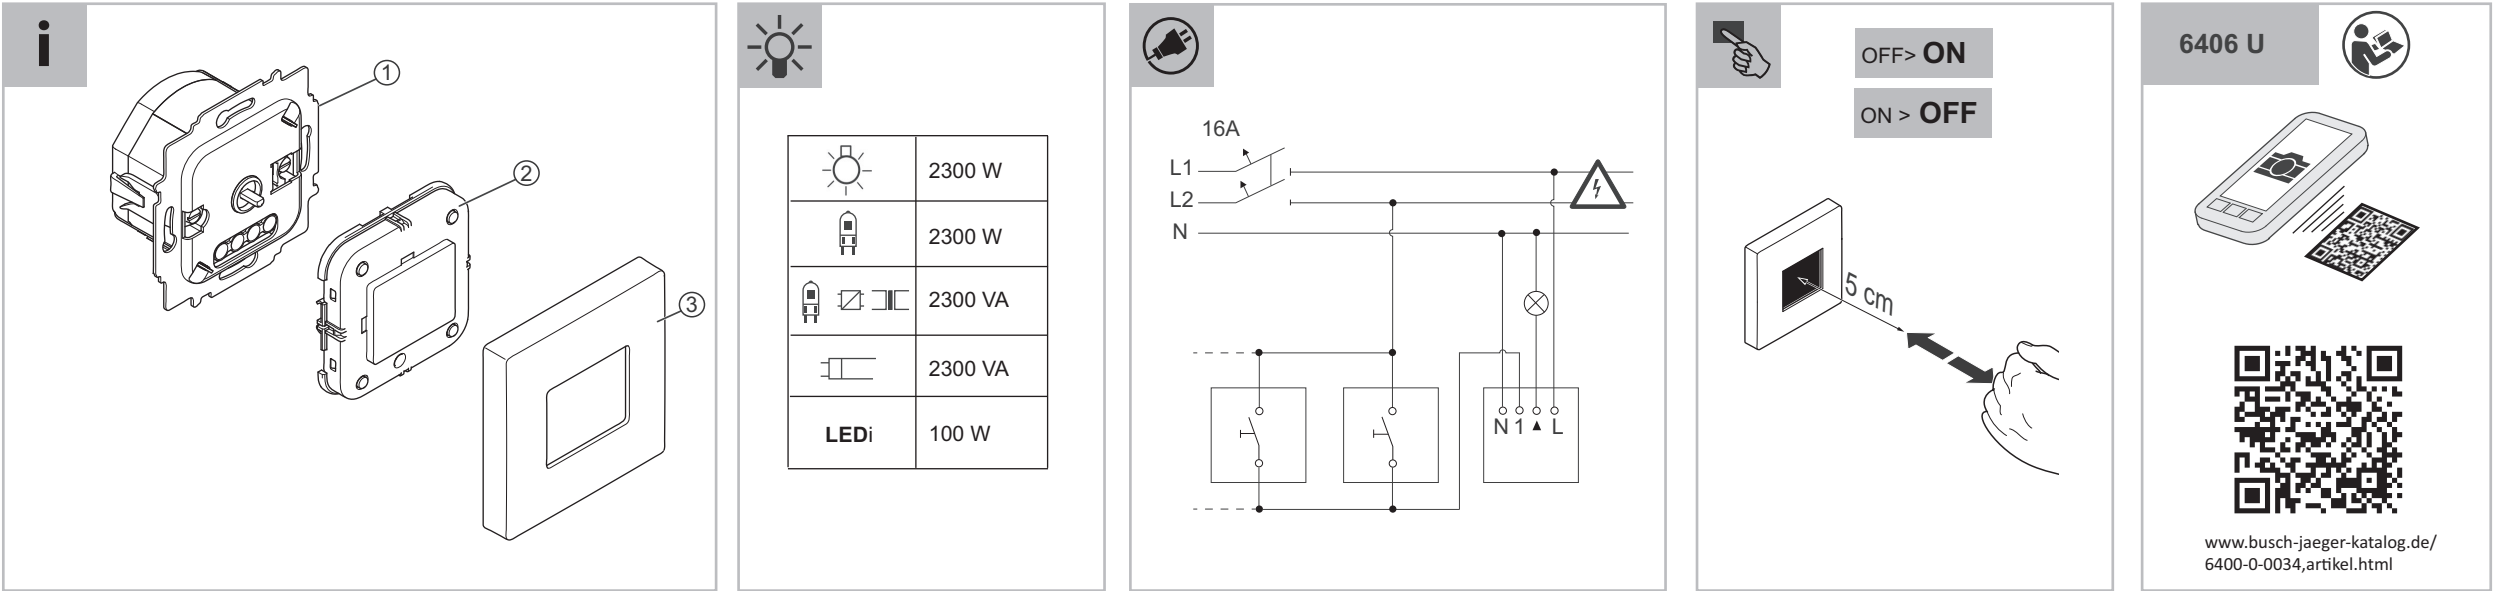 i
1
2
3
2300 W
2300 W
2300 VA
2300 VA
LEDi 100 W
16A
L1
L2
N
N 1 ▲ L
OFF> ON
ON > OFF
5 cm
6406 U
www.busch-jaeger-katalog.de/
6400-0-0034,artikel.html